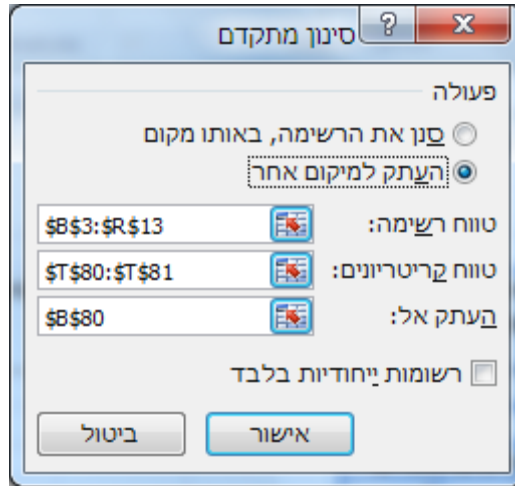 סינון מתקדם
פעולה
סנן את הרשימה, באותו מקום
העתק למיקום אחר
טווח רשימה: $B$3:$R$13
טווח קריטריונים: $T$80:$T$81
העתק אל: $B$80
רשומות ייחודיות בלבד
אישור ביטול